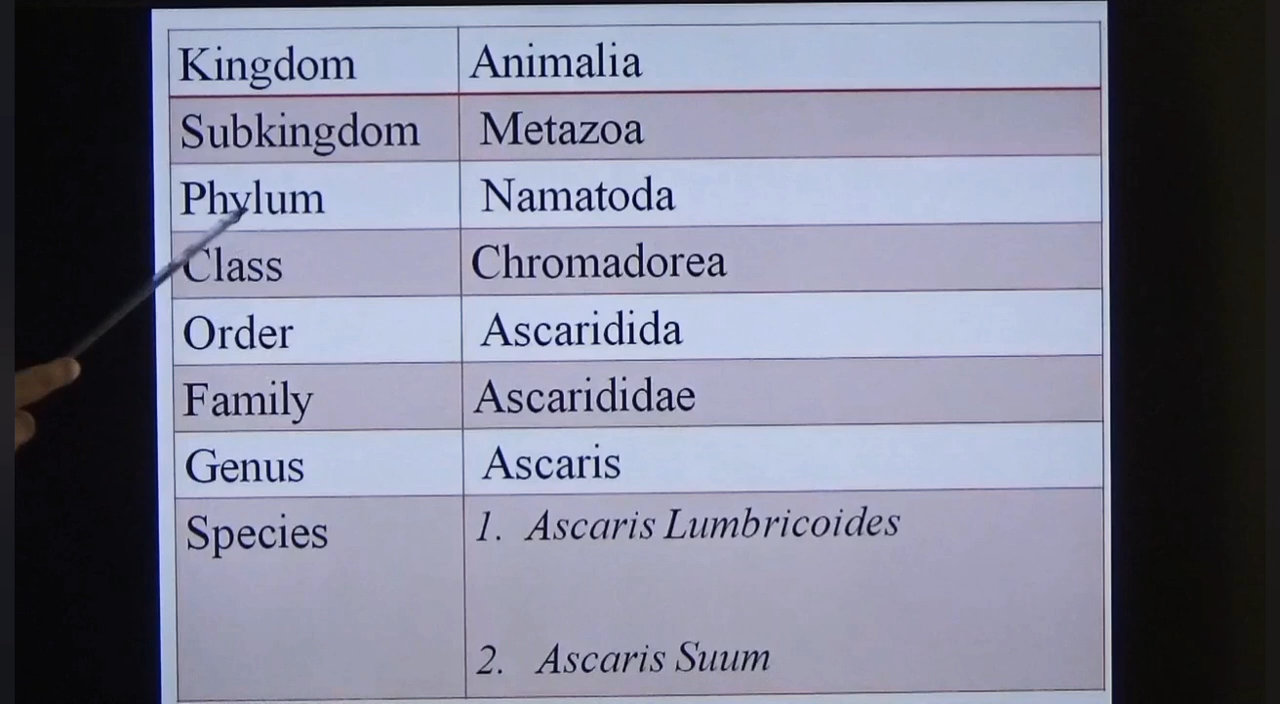 Kingdom Animalia
Subkingdom Metazoa
Phylum Namatoda
Class Chromadorea
Order Ascaridida
Family Ascarididae
Genus Ascaris
Species 1. Ascaris Lumbricoides
2. Ascaris Suum